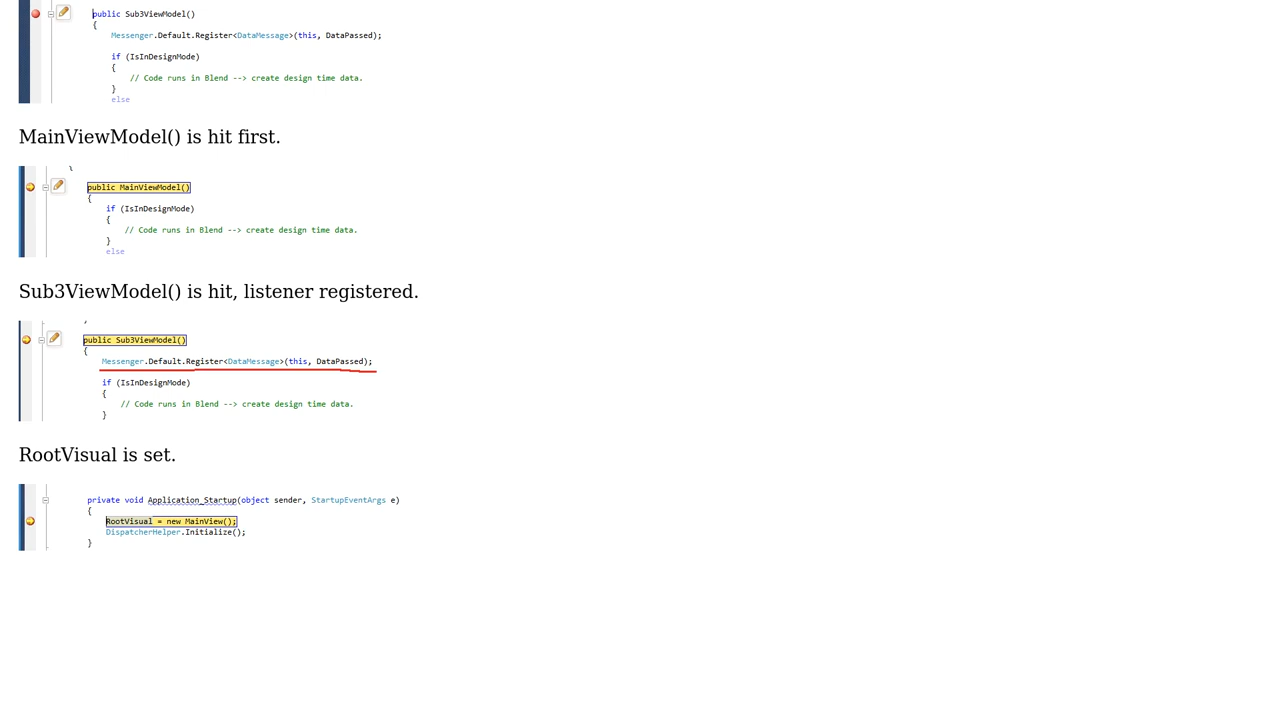 public Sub3ViewModel()
{
Messenger.Default.Register<DataMessage>(this, DataPassed);
if (IsInDesignMode)
{
// Code runs in Blend --> create design time data.
}
else
MainViewModel() is hit first.
{
public MainViewModel()
{
if (IsInDesignMode)
{
// Code runs in Blend --> create design time data.
}
else
Sub3ViewModel() is hit, listener registered.
public Sub3ViewModel()
{
Messenger.Default.Register<DataMessage>(this, DataPassed);
if (IsInDesignMode)
{
// Code runs in Blend --> create design time data.
}
RootVisual is set.
private void Application_Startup(object sender, StartupEventArgs e)
{
RootVisual = new MainView();
DispatcherHelper.Initialize();
}